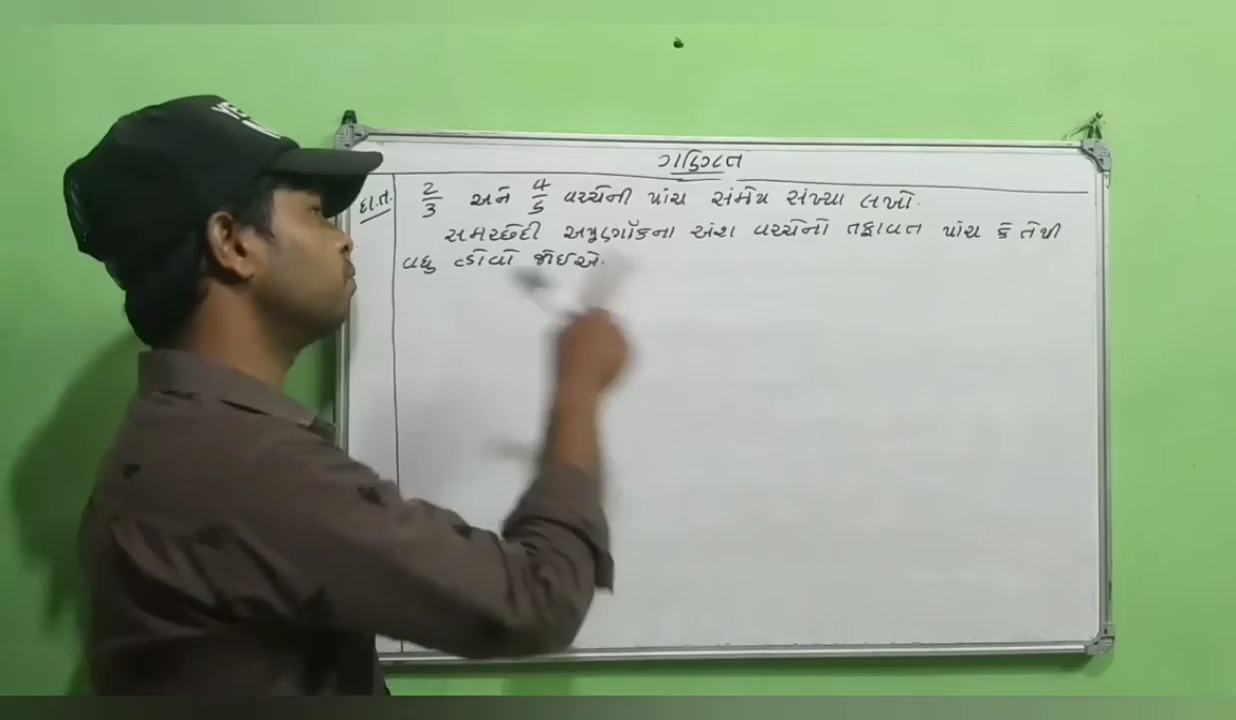 ગણિત
દા.ત. 2/3 અને 4/5 વચ્ચેની પાંચ સંમેય સંખ્યા લખો.
સમચ્છેદી અપૂર્ણાંકના અંશ વચ્ચેનો તફાવત પાંચ કે તેથી
વધુ હોવો જોઈએ.